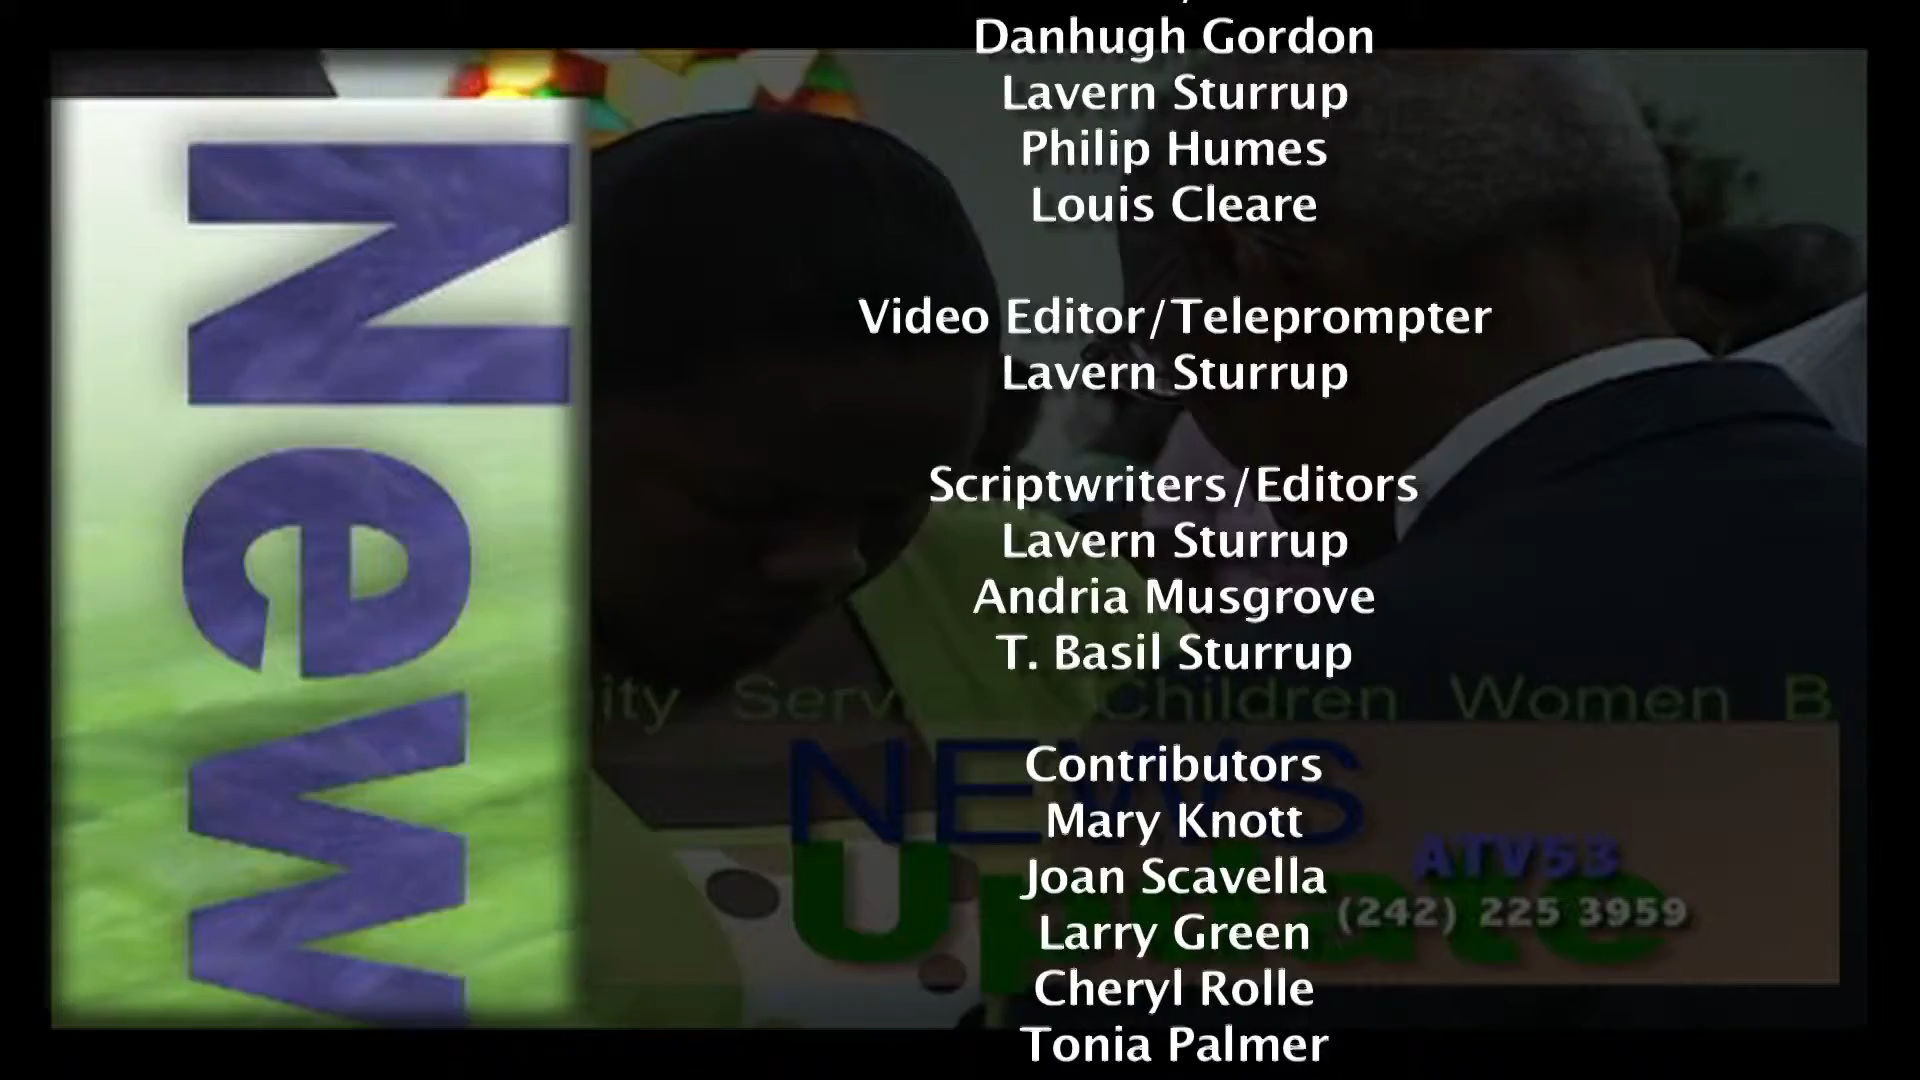 Danhugh Gordon
Lavern Sturrup
Philip Humes
Louis Cleare
Video Editor/Teleprompter
Lavern Sturrup
Scriptwriters/Editors
Lavern Sturrup
Andria Musgrove
T. Basil Sturrup
Contributors
Mary Knott
Joan Scavella
Larry Green
Cheryl Rolle
Tonia Palmer
New
Children Women B
NEWS
Update
ATV53
(242) 225 3959